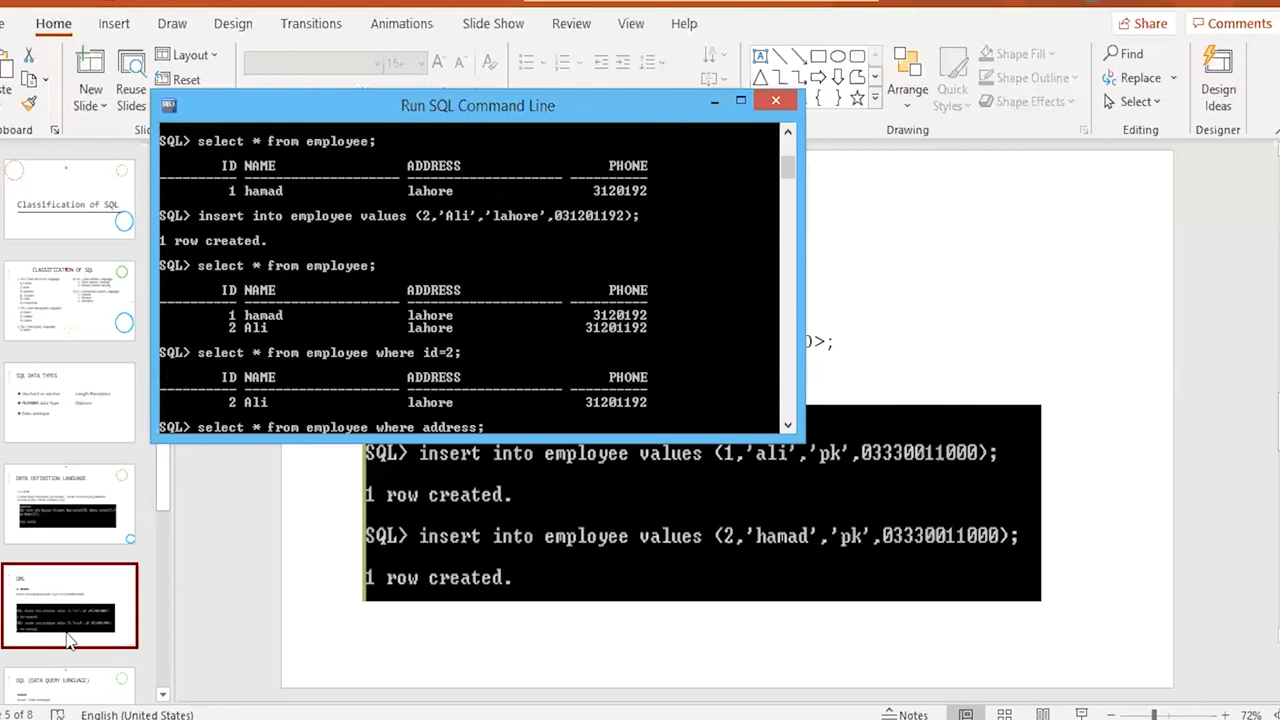 Home Insert Draw Design Transitions Animations Slide Show Review View Help Share Comments
Layout
Reset
New
Slide
Reuse
Slides
Arrange
Quick
Styles
Shape Fill
Shape Outline
Shape Effects
Drawing
Find
Replace
Select
Editing
Design
Ideas
Designer
Run SQL Command Line
SQL> select * from employee;
ID NAME ADDRESS PHONE
1 hamad lahore 3120192
SQL> insert into employee values (2,'Ali','lahore',031201192);
1 row created.
SQL> select * from employee;
ID NAME ADDRESS PHONE
1 hamad lahore 3120192
2 Ali lahore 31201192
SQL> select * from employee where id=2;
ID NAME ADDRESS PHONE
2 Ali lahore 31201192
SQL> select * from employee where address;
>;
SQL> insert into employee values (1,'ali','pk',03330011000);
1 row created.
SQL> insert into employee values (2,'hamad','pk',03330011000);
1 row created.
Classification of SQL
CLASSIFICATION OF SQL
SQL DATA TYPES
DATA DEFINITION LANGUAGE
DML
SQL (DATA QUERY LANGUAGE)
5 of 8
English (United States)
Notes
72%